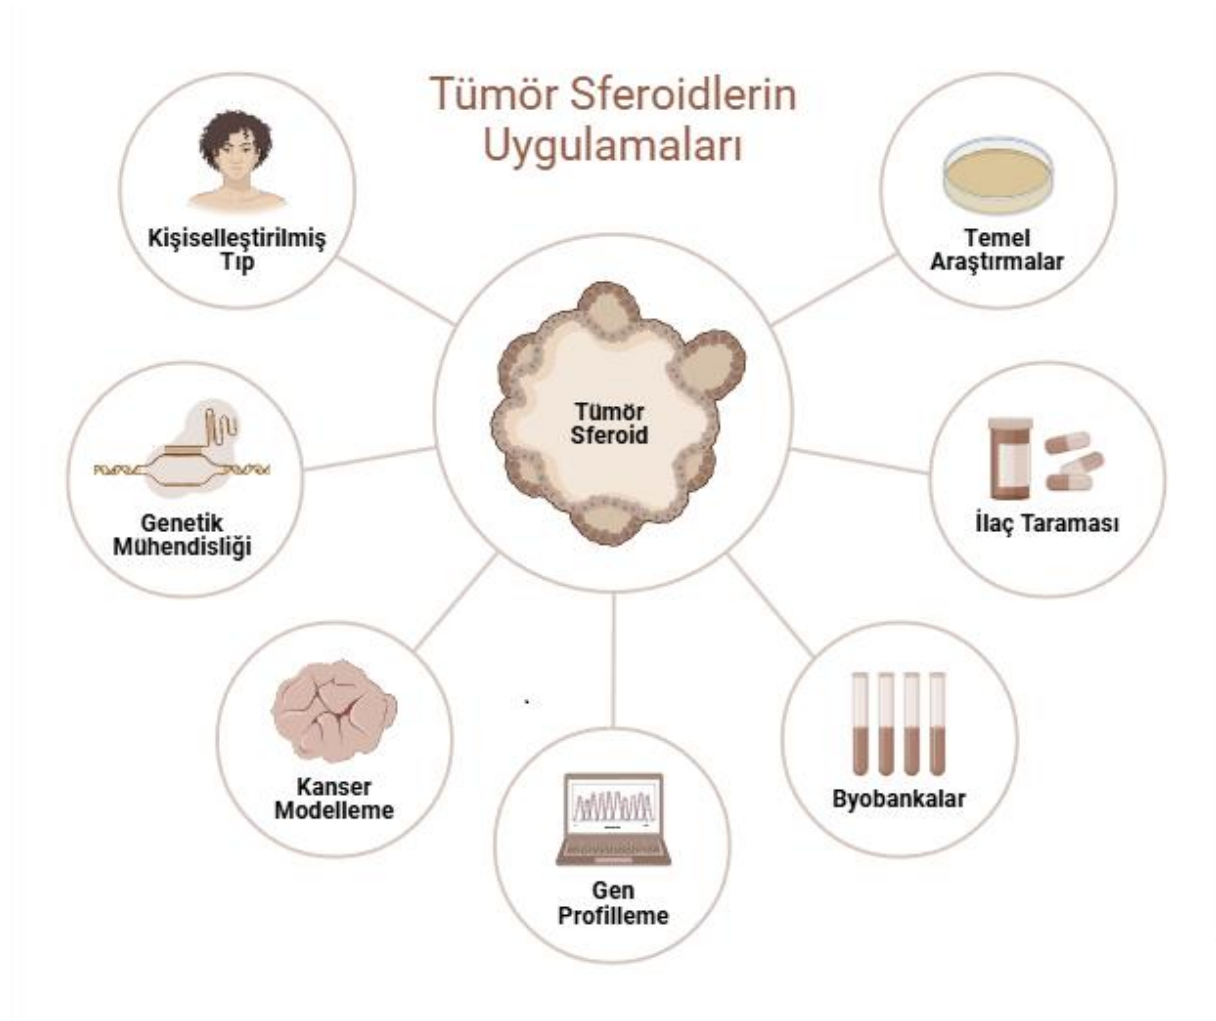 Tümör Sferoidlerin
Uygulamaları
Kişiselleştirilmiş
Tıp
Temel
Araştırmalar
Tümör
Sferoid
Genetik
Mühendisliği
İlaç Taraması
Kanser
Modelleme
Byobankalar
Gen
Profilleme